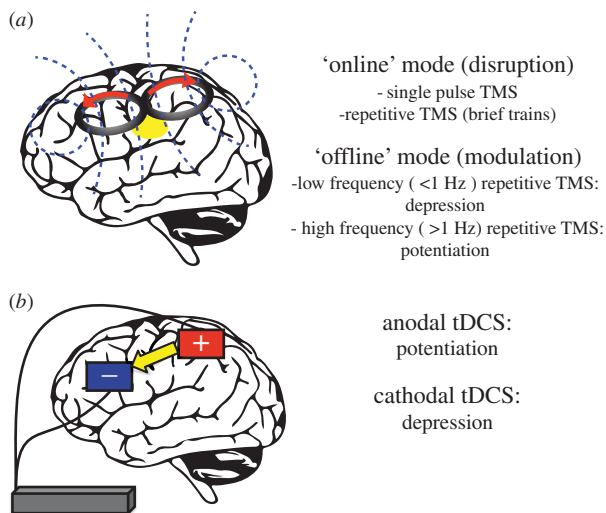 (a)
‘online’ mode (disruption)
- single pulse TMS
-repetitive TMS (brief trains)
‘offline’ mode (modulation)
-low frequency ( <1 Hz ) repetitive TMS:
depression
- high frequency ( >1 Hz) repetitive TMS:
potentiation
(b)
+
−
anodal tDCS:
potentiation
cathodal tDCS:
depression